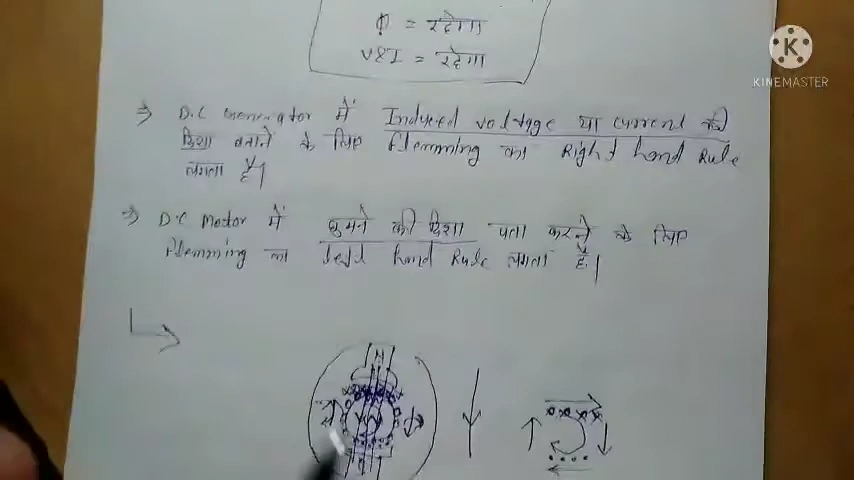 Φ = रहेगा
V&I = रहेगा
K
KINEMASTER
⇒ D.C Generator में Induced voltage या current की
दिशा बताने के लिए flemming का Right hand Rule
लगता है|
⇒ D.C Motor में घुमने की दिशा पता करने के लिए
flemming का left hand Rule लगता है|
N